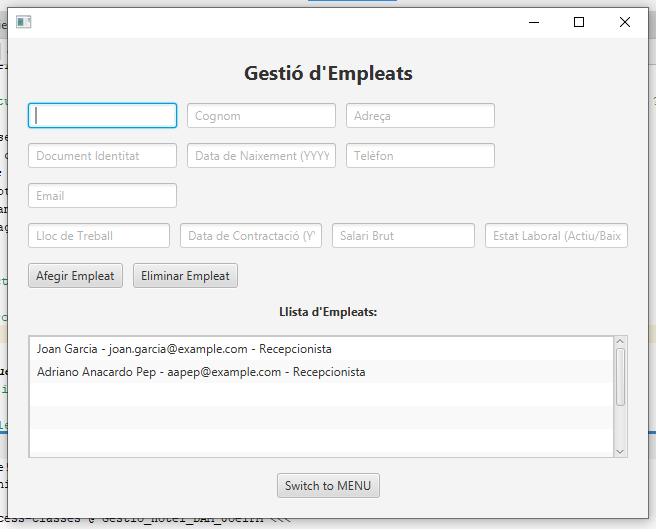 Gestió d'Empleats
Cognom Adreça
Document Identitat Data de Naixement (YYYY Telèfon
Email
Lloc de Treball Data de Contractació (Y Salari Brut Estat Laboral (Actiu/Baix
Afegir Empleat Eliminar Empleat
Llista d'Empleats:
Joan Garcia - joan.garcia@example.com - Recepcionista
Adriano Anacardo Pep - aapep@example.com - Recepcionista
Switch to MENU